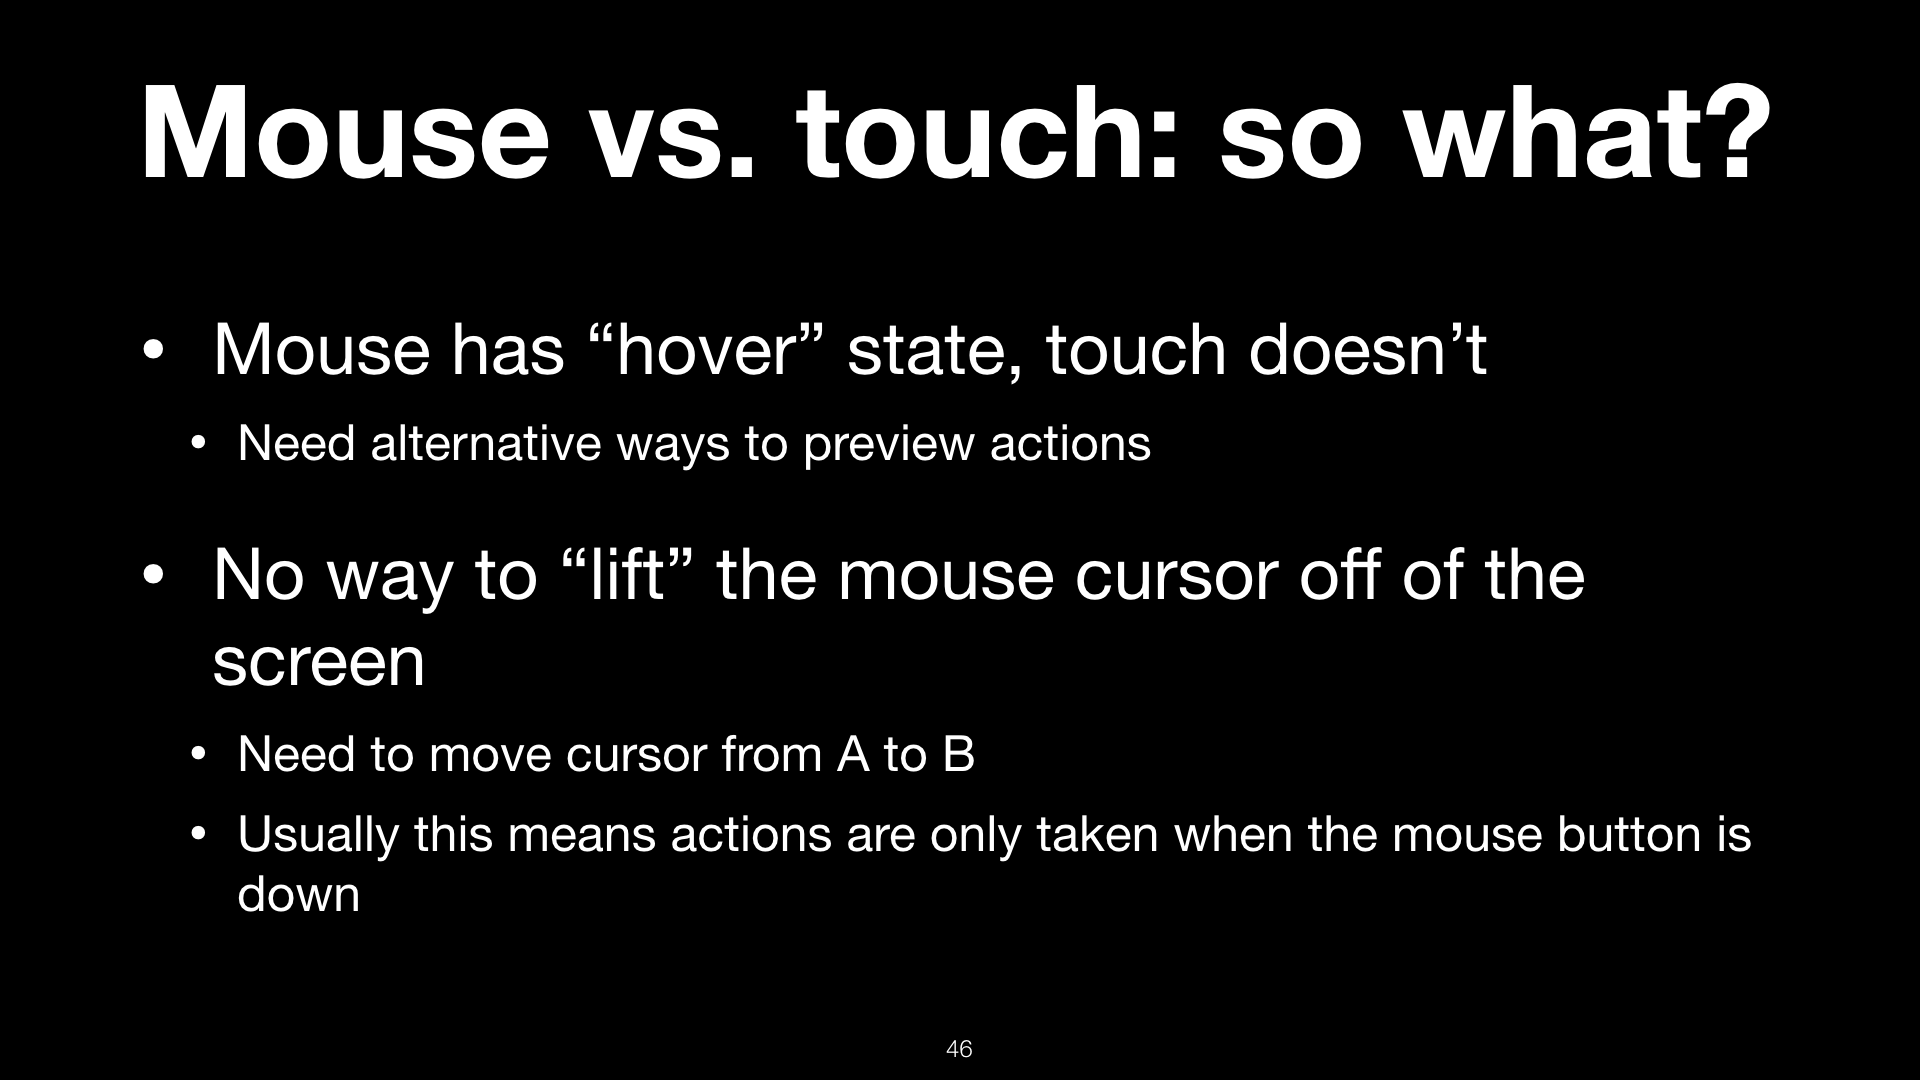 Mouse vs. touch: so what?
• Mouse has “hover” state, touch doesn’t
• Need alternative ways to preview actions
• No way to “lift” the mouse cursor off of the
screen
• Need to move cursor from A to B
• Usually this means actions are only taken when the mouse button is
down
46